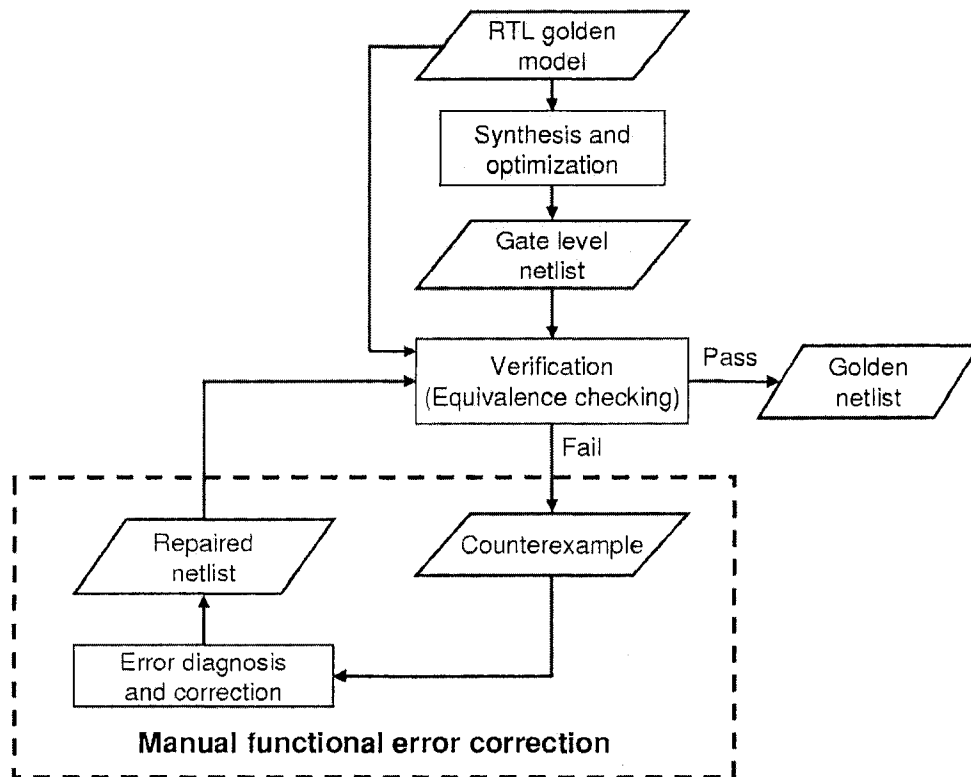 RTL golden
model
Synthesis and
optimization
Gate level
netlist
Verification
(Equivalence checking)
Pass
Golden
netlist
Fail
Repaired
netlist
Counterexample
Error diagnosis
and correction
Manual functional error correction